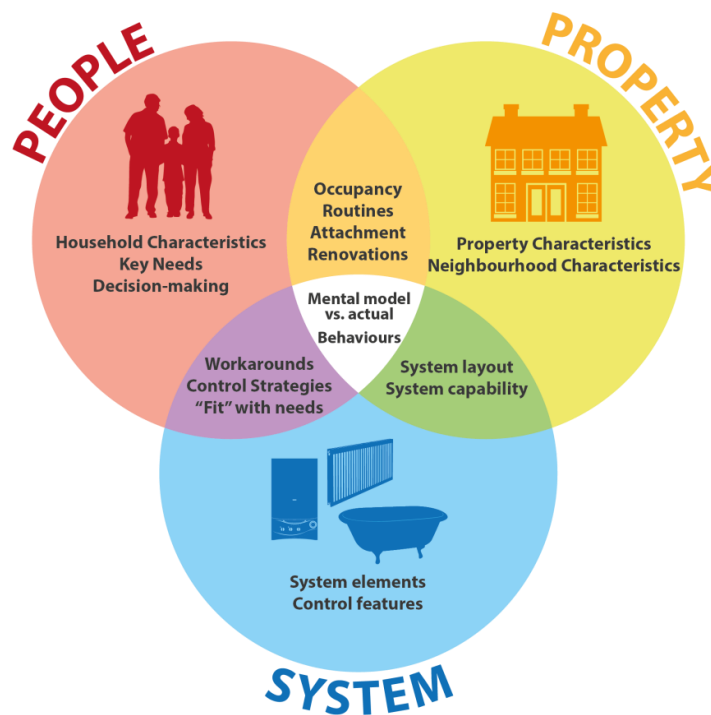 PEOPLE
PROPERTY
Household Characteristics
Key Needs
Decision-making
Occupancy
Routines
Attachment
Renovations
Property Characteristics
Neighbourhood Characteristics
Mental model
vs. actual
Behaviours
Workarounds
Control Strategies
“Fit” with needs
System layout
System capability
System elements
Control features
SYSTEM